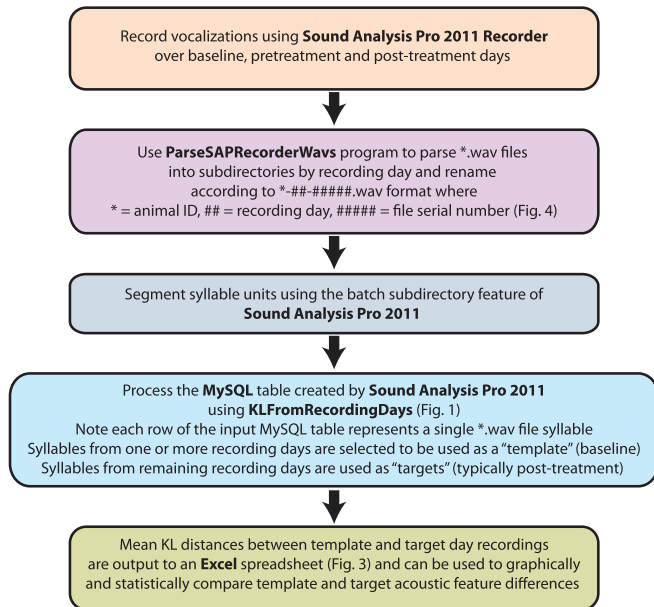 Record vocalizations using Sound Analysis Pro 2011 Recorder
over baseline, pretreatment and post-treatment days
Use ParseSAPRecorderWavs program to parse *.wav files
into subdirectories by recording day and rename
according to *-##-#####.wav format where
* = animal ID, ## = recording day, ##### = file serial number (Fig. 4)
Segment syllable units using the batch subdirectory feature of
Sound Analysis Pro 2011
Process the MySQL table created by Sound Analysis Pro 2011
using KLFromRecordingDays (Fig. 1)
Note each row of the input MySQL table represents a single *.wav file syllable
Syllables from one or more recording days are selected to be used as a “template” (baseline)
Syllables from remaining recording days are used as “targets” (typically post-treatment)
Mean KL distances between template and target day recordings
are output to an Excel spreadsheet (Fig. 3) and can be used to graphically
and statistically compare template and target acoustic feature differences